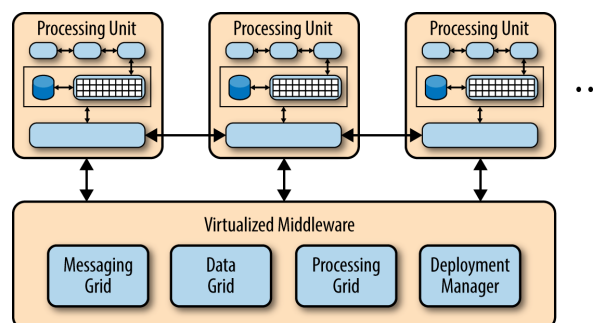 Processing Unit
Processing Unit
Processing Unit
Virtualized Middleware
Messaging
Grid
Data
Grid
Processing
Grid
Deployment
Manager